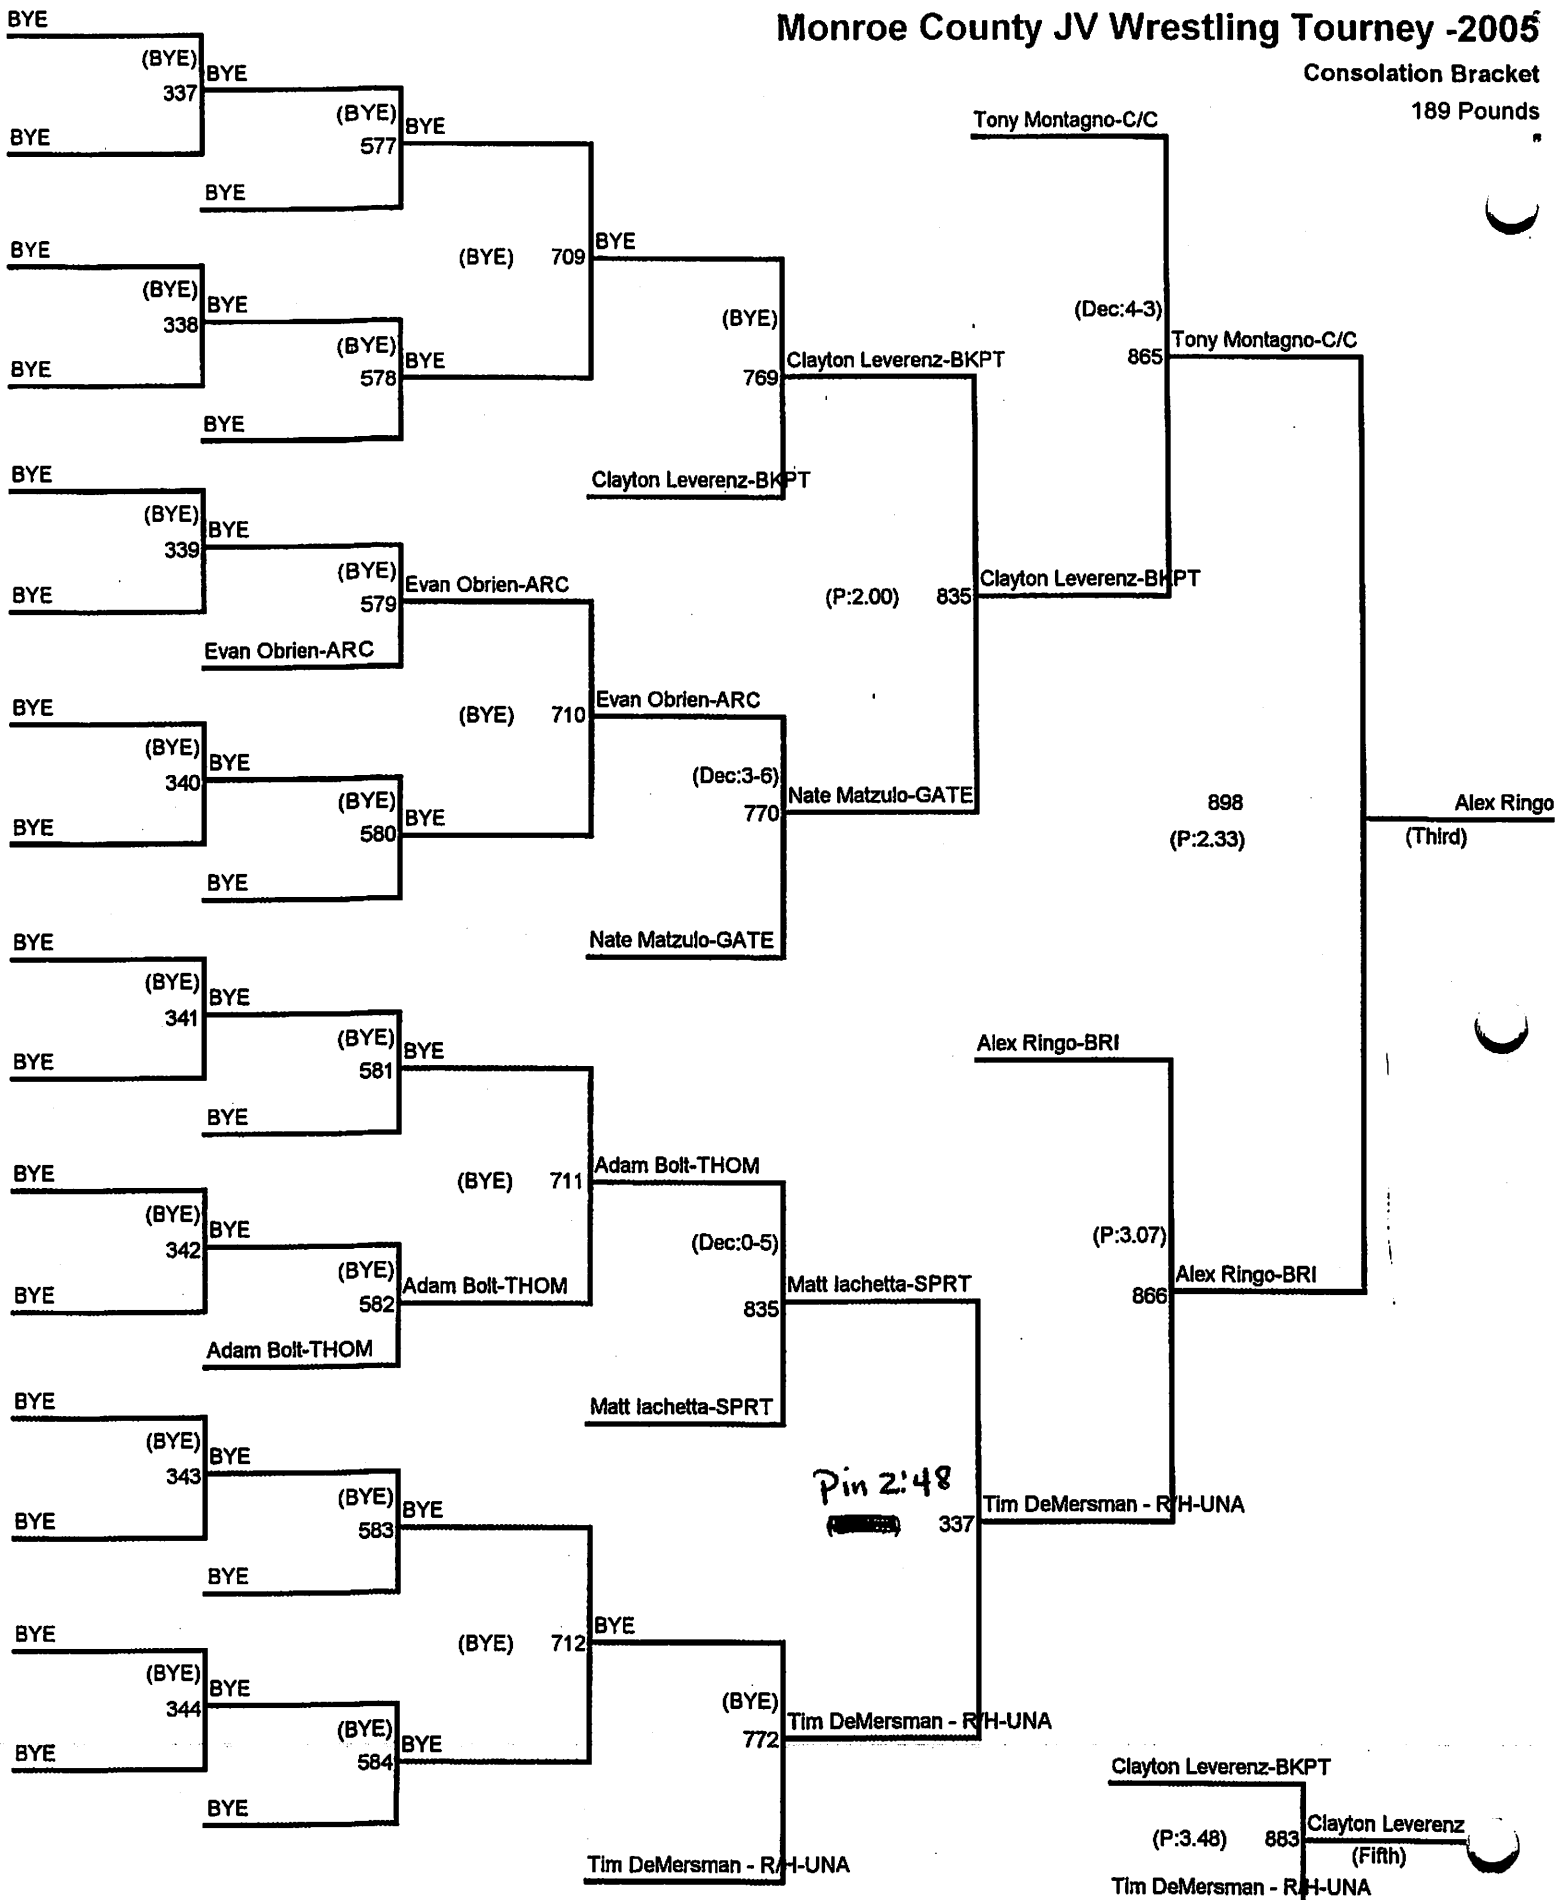 Monroe County JV Wrestling Tourney -2005
Consolation Bracket
189 Pounds
BYE
(BYE)
337
BYE
BYE
(BYE)
577
BYE
BYE
BYE
(BYE)
338
BYE
BYE
(BYE)
578
BYE
BYE
(BYE) 709
BYE
(BYE)
769
Clayton Leverenz-BKPT
Clayton Leverenz-BKPT
BYE
(BYE)
339
BYE
BYE
(BYE)
579
Evan Obrien-ARC
Evan Obrien-ARC
BYE
(BYE)
340
BYE
BYE
(BYE)
580
BYE
BYE
(BYE) 710
Evan Obrien-ARC
(Dec:3-6)
770
Nate Matzulo-GATE
Nate Matzulo-GATE
(P:2.00) 835
Clayton Leverenz-BKPT
Tony Montagno-C/C
(Dec:4-3)
865
Tony Montagno-C/C
BYE
(BYE)
341
BYE
BYE
(BYE)
581
BYE
BYE
BYE
(BYE)
342
BYE
BYE
(BYE)
582
Adam Bolt-THOM
Adam Bolt-THOM
(BYE) 711
Adam Bolt-THOM
(Dec:0-5)
835
Matt Iachetta-SPRT
Matt Iachetta-SPRT
BYE
(BYE)
343
BYE
BYE
(BYE)
583
BYE
BYE
BYE
(BYE)
344
BYE
BYE
(BYE)
584
BYE
BYE
(BYE) 712
BYE
(BYE)
772
Tim DeMersman - R/H-UNA
Tim DeMersman - R/H-UNA
Pin 2:48
337
Tim DeMersman - R/H-UNA
Alex Ringo-BRI
(P:3.07)
866
Alex Ringo-BRI
898
(P:2.33)
Alex Ringo
(Third)
Clayton Leverenz-BKPT
(P:3.48) 883
Clayton Leverenz
(Fifth)
Tim DeMersman - R/H-UNA